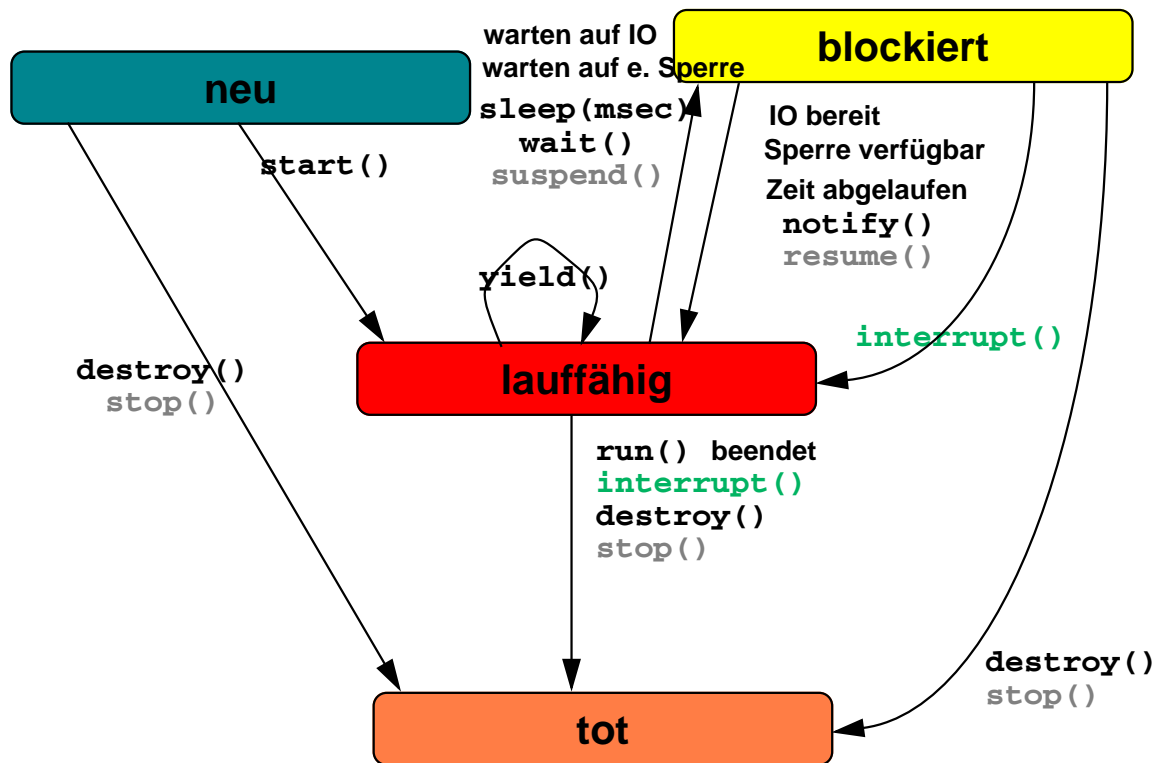 neu
warten auf IO
warten auf e. Sperre
sleep(msec)
wait()
suspend()
blockiert
IO bereit
Sperre verfügbar
Zeit abgelaufen
notify()
resume()
start()
yield()
interrupt()
destroy()
stop()
lauffähig
run() beendet
interrupt()
destroy()
stop()
destroy()
stop()
tot